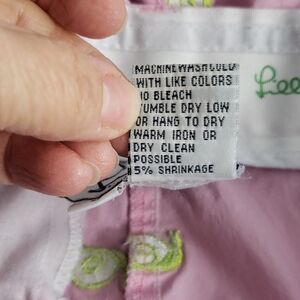 MACHINE WASH COLD
WITH LIKE COLORS
NO BLEACH
TUMBLE DRY LOW
OR HANG TO DRY
WARM IRON OR
DRY CLEAN
POSSIBLE
5% SHRINKAGE
Lill